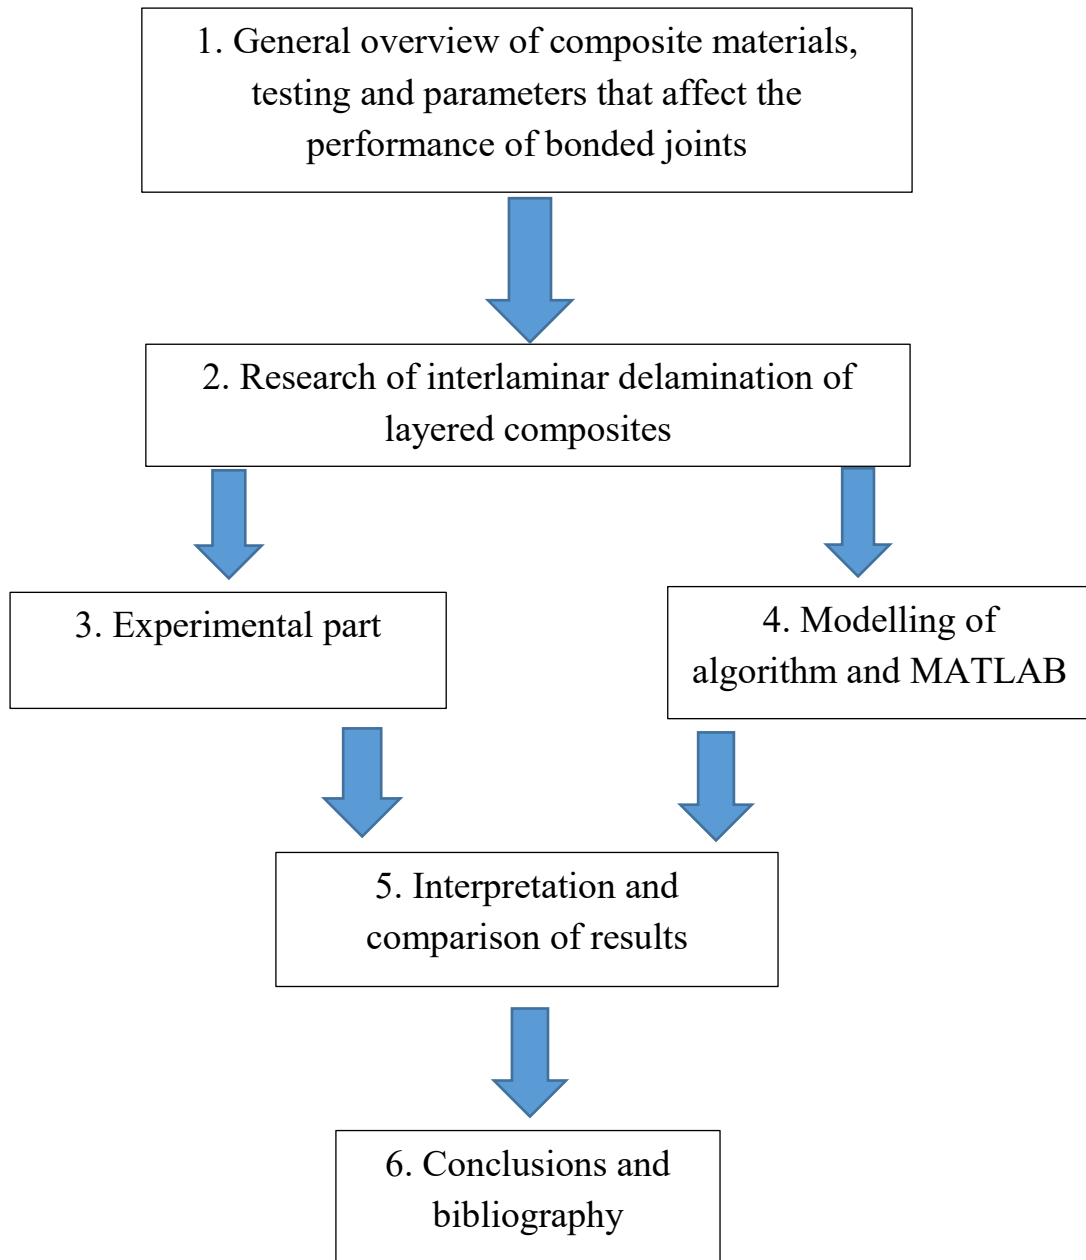 1. General overview of composite materials,
testing and parameters that affect the
performance of bonded joints
2. Research of interlaminar delamination of
layered composites
3. Experimental part
4. Modelling of
algorithm and MATLAB
5. Interpretation and
comparison of results
6. Conclusions and
bibliography